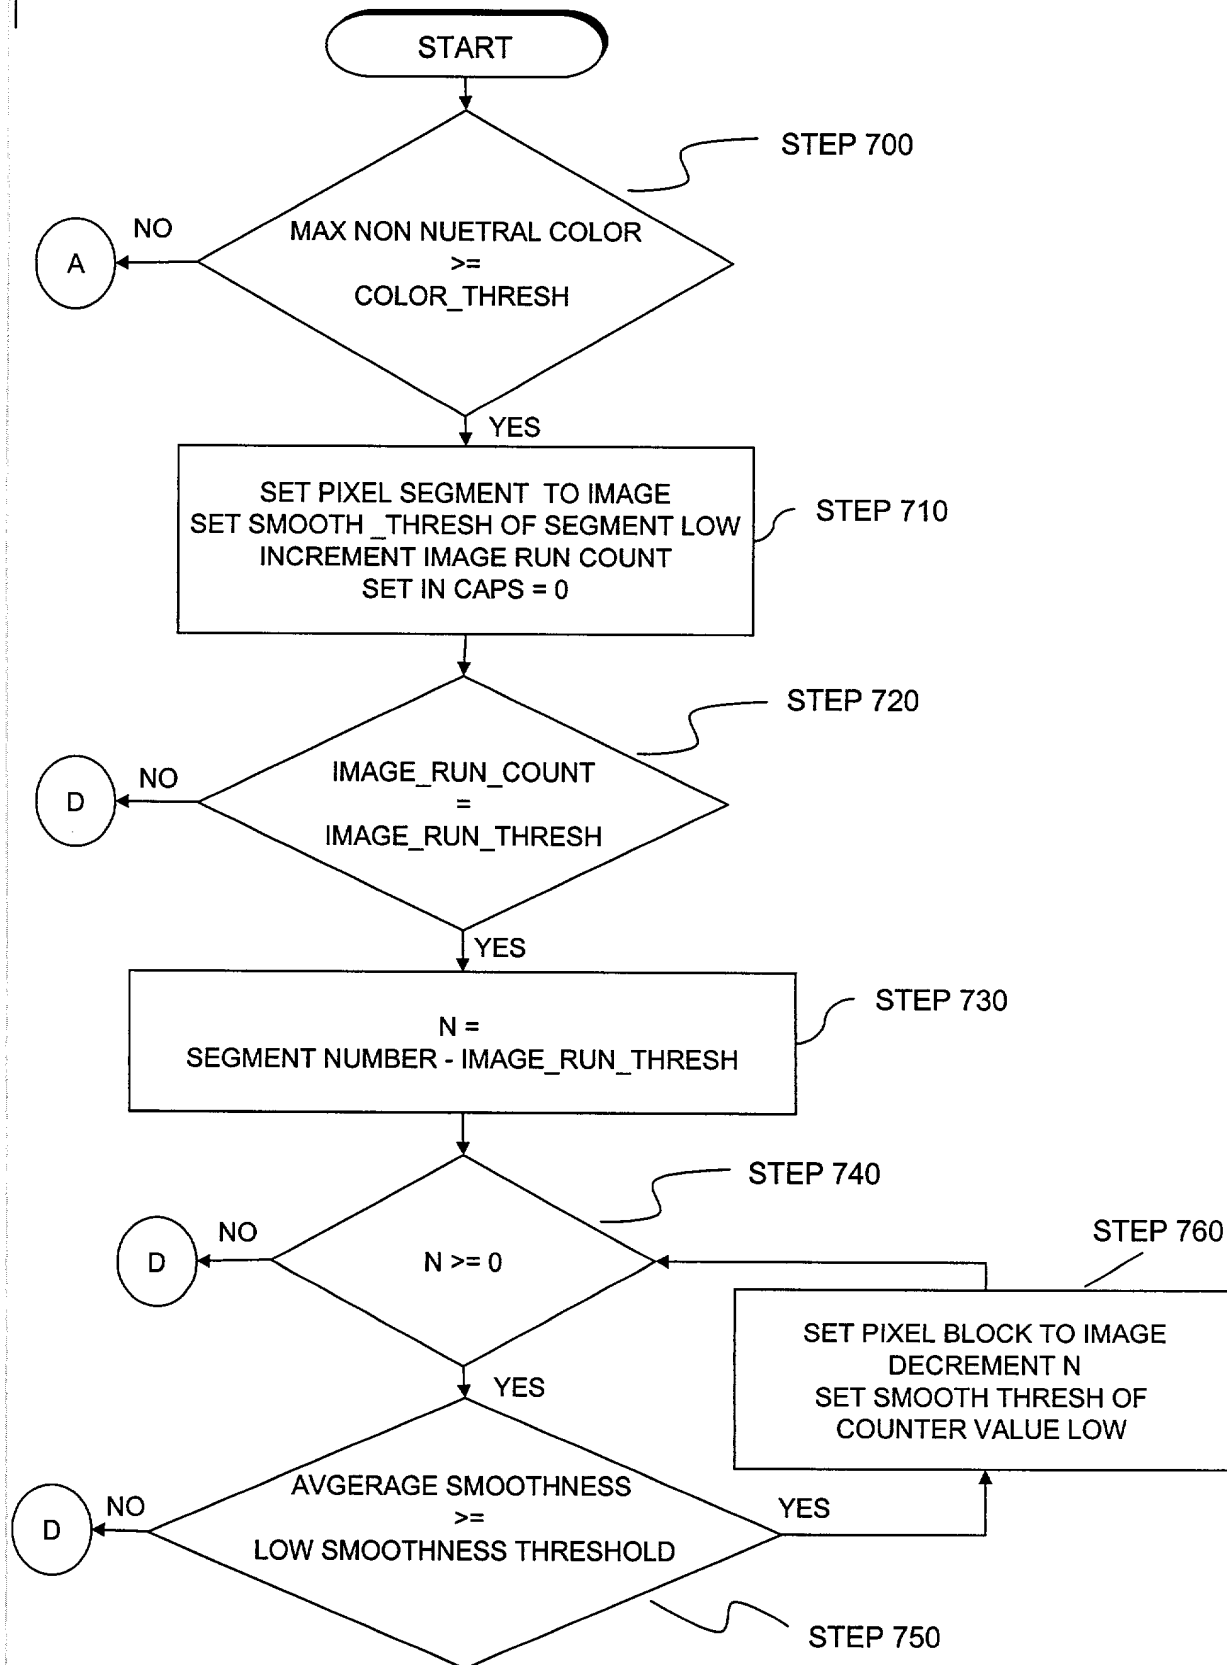 START
STEP 700
MAX NON NUETRAL COLOR
>=
COLOR_THRESH
NO
A
YES
SET PIXEL SEGMENT TO IMAGE
SET SMOOTH _THRESH OF SEGMENT LOW
INCREMENT IMAGE RUN COUNT
SET IN CAPS = 0
STEP 710
STEP 720
IMAGE_RUN_COUNT
=
IMAGE_RUN_THRESH
NO
D
YES
STEP 730
N =
SEGMENT NUMBER - IMAGE_RUN_THRESH
STEP 740
N >= 0
NO
D
YES
STEP 760
SET PIXEL BLOCK TO IMAGE
DECREMENT N
SET SMOOTH THRESH OF
COUNTER VALUE LOW
AVGERAGE SMOOTHNESS
>=
LOW SMOOTHNESS THRESHOLD
NO
D
YES
STEP 750